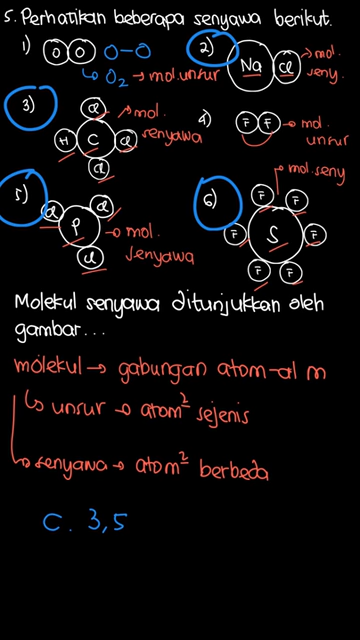 5. Perhatikan beberapa senyawa berikut.
1) O O O-O
↳ O2 → mol.unsur
2) Na Cl → mol. seny.
3) Cl H C Cl Cl → mol. senyawa
4) F F → mol. unsur
5) Cl P Cl Cl → mol. senyawa
6) F F F S F F F → mol. seny
Molekul senyawa ditunjukkan oleh
gambar...
molekul → gabungan atom-at m
↳ unsur → atom² sejenis
↳ senyawa → atom² berbeda
C. 3,5